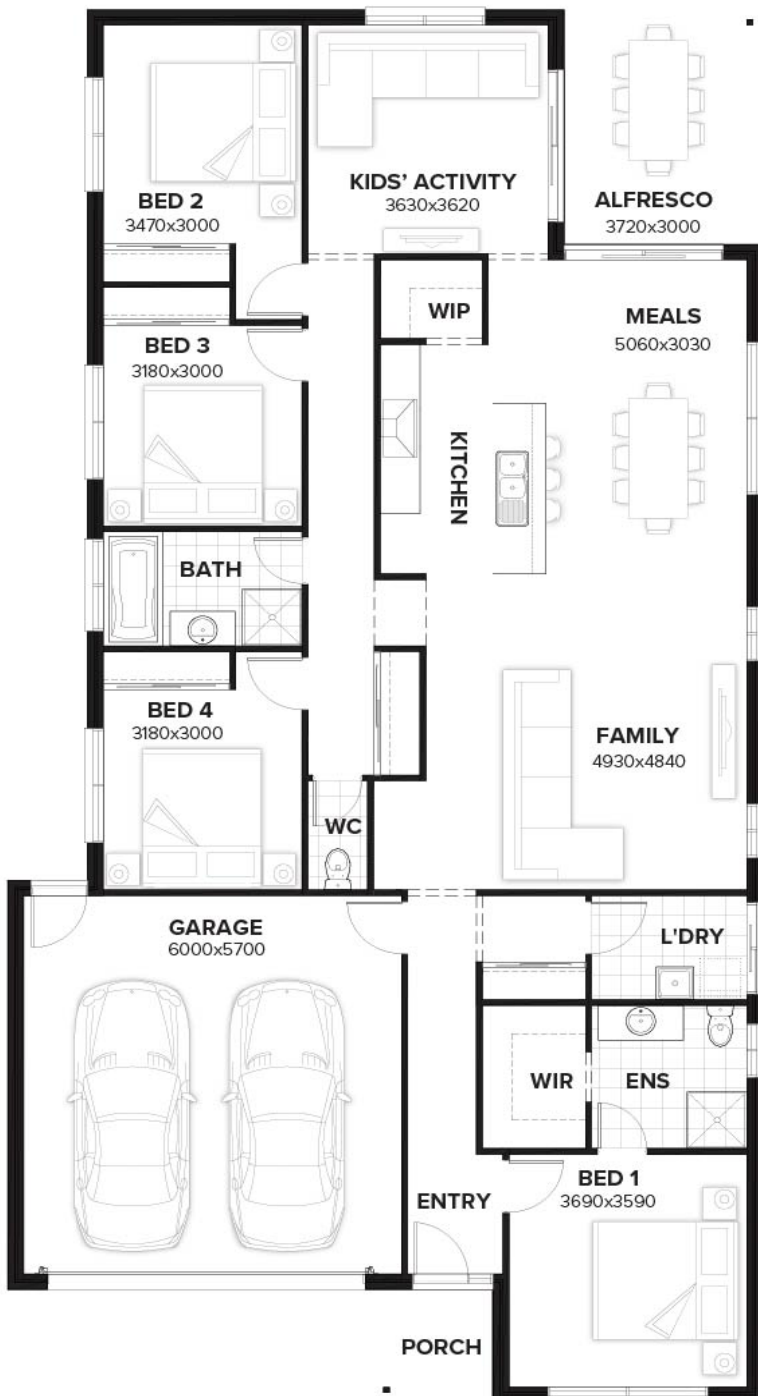 BED 2
3470x3000
KIDS' ACTIVITY
3630x3620
ALFRESCO
3720x3000
WIP
MEALS
5060x3030
BED 3
3180x3000
KITCHEN
BATH
BED 4
3180x3000
FAMILY
4930x4840
WC
GARAGE
6000x5700
L'DRY
WIR
ENS
BED 1
3690x3590
ENTRY
PORCH